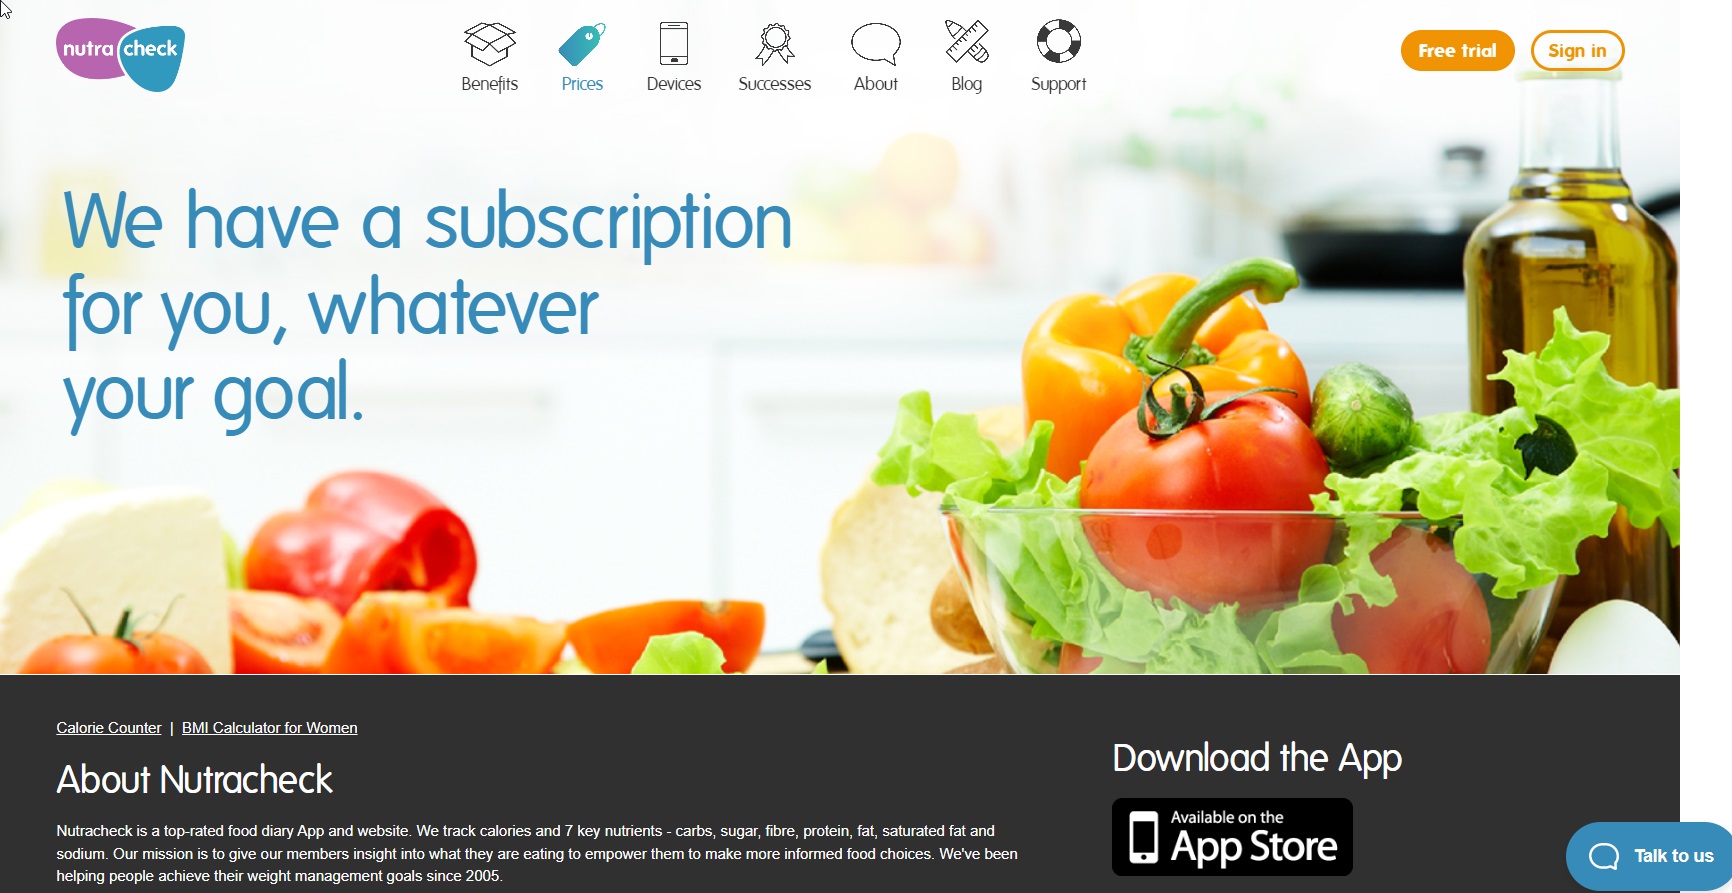 nutra check
Benefits
Prices
Devices
Successes
About
Blog
Support
Free trial
Sign in
We have a subscription
for you, whatever
your goal.
Calorie Counter | BMI Calculator for Women
About Nutracheck
Nutracheck is a top-rated food diary App and website. We track calories and 7 key nutrients - carbs, sugar, fibre, protein, fat, saturated fat and
sodium. Our mission is to give our members insight into what they are eating to empower them to make more informed food choices. We've been
helping people achieve their weight management goals since 2005.
Download the App
Available on the
App Store
Talk to us